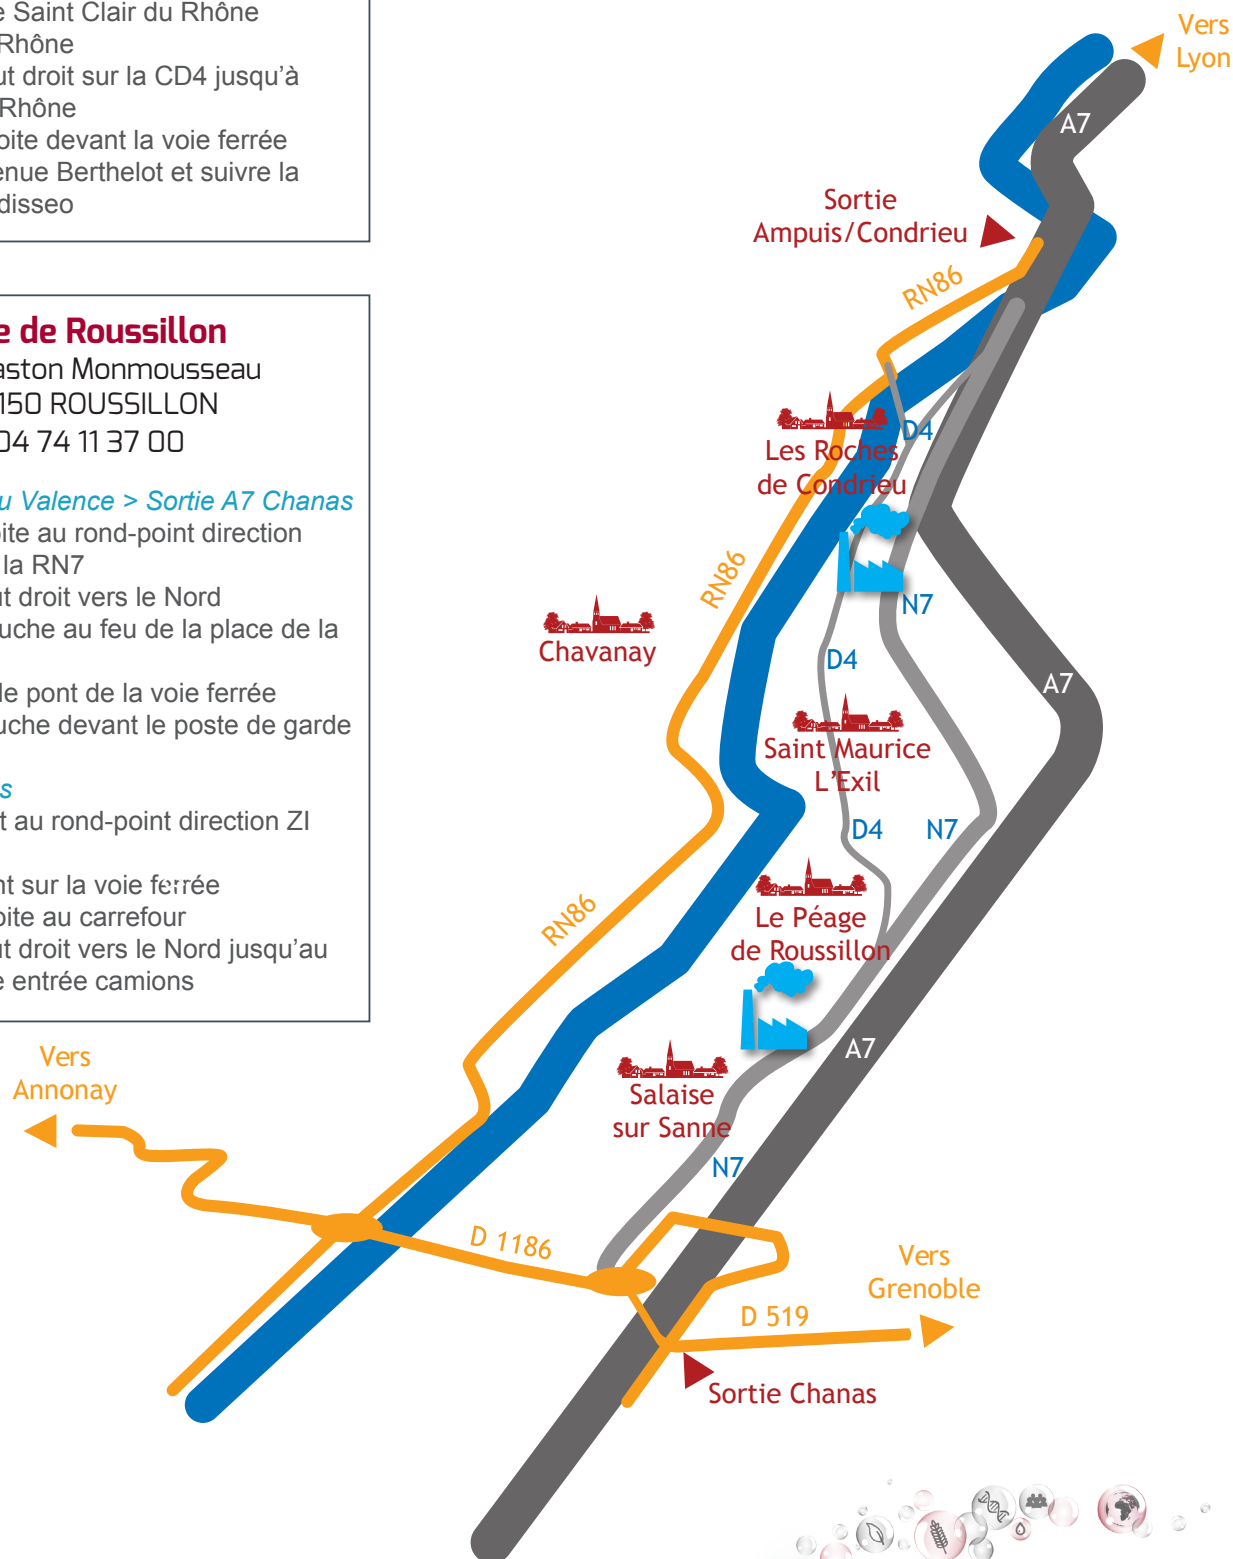 e Saint Clair du Rhône
Rhône
ut droit sur la CD4 jusqu'à
Rhône
oite devant la voie ferrée
enue Berthelot et suivre la
disseo
e de Roussillon
aston Monmousseau
150 ROUSSILLON
04 74 11 37 00
u Valence > Sortie A7 Chanas
oite au rond-point direction
la RN7
ut droit vers le Nord
uche au feu de la place de la
le pont de la voie ferrée
uche devant le poste de garde
s
t au rond-point direction ZI
nt sur la voie ferrée
oite au carrefour
ut droit vers le Nord jusqu'au
e entrée camions
Vers
Lyon
A7
Sortie
Ampuis/Condrieu
RN86
D4
Les Roches
de Condrieu
RN86
N7
Chavanay
D4
A7
Saint Maurice
L'Exil
D4
N7
Le Péage
de Roussillon
RN86
A7
Vers
Annonay
Salaise
sur Sanne
N7
D 1186
Vers
Grenoble
D 519
Sortie Chanas